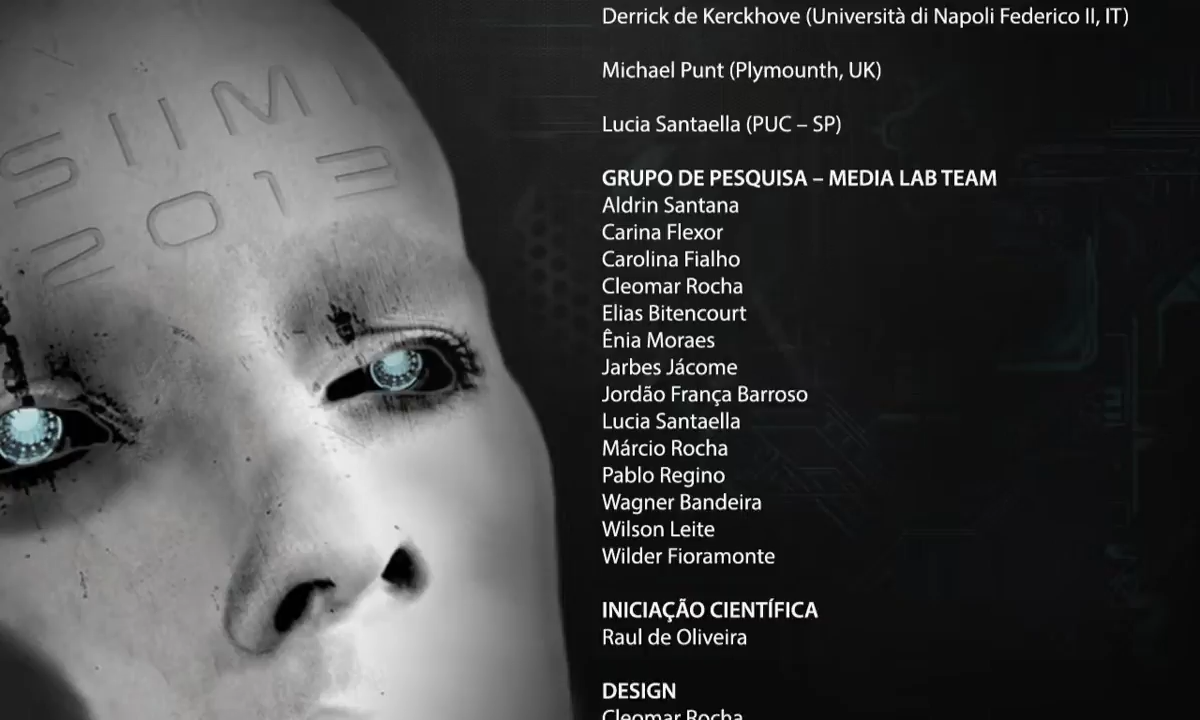 SIIMI
2013
Derrick de Kerckhove (Università di Napoli Federico II, IT)
Michael Punt (Plymounth, UK)
Lucia Santaella (PUC – SP)
GRUPO DE PESQUISA – MEDIA LAB TEAM
Aldrin Santana
Carina Flexor
Carolina Fialho
Cleomar Rocha
Elias Bitencourt
Ênia Moraes
Jarbes Jácome
Jordão França Barroso
Lucia Santaella
Márcio Rocha
Pablo Regino
Wagner Bandeira
Wilson Leite
Wilder Fioramonte
INICIAÇÃO CIENTÍFICA
Raul de Oliveira
DESIGN
Cleomar Rocha